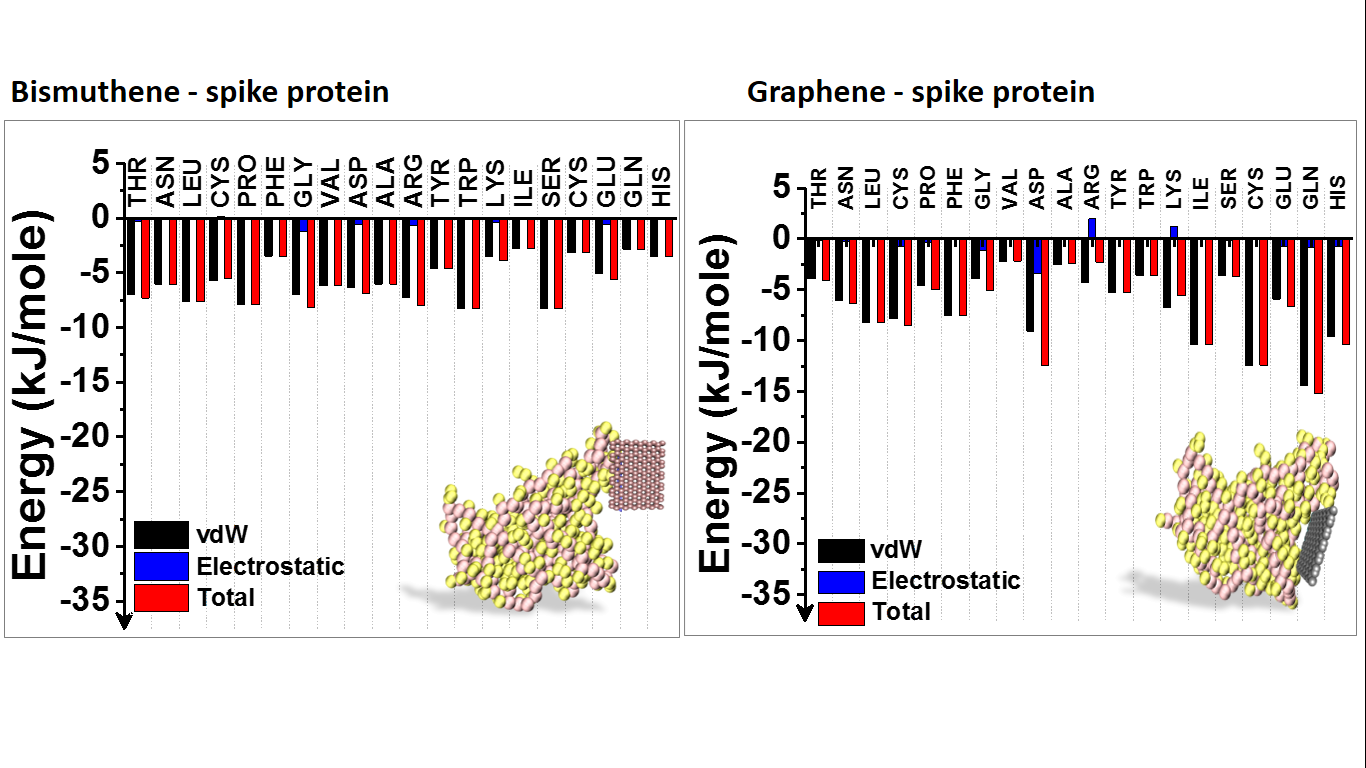 Bismuthene - spike protein
5
0
-5
-10
-15
-20
-25
-30
-35
Energy (kJ/mole)
THR ASN LEU CYS PRO PHE GLY VAL ASP ALA ARG TYR TRP LYS ILE SER CYS GLU GLN HIS
vdW
Electrostatic
Total
Graphene - spike protein
5
0
-5
-10
-15
-20
-25
-30
-35
Energy (kJ/mole)
THR ASN LEU CYS PRO PHE GLY VAL ASP ALA ARG TYR TRP LYS ILE SER CYS GLU GLN HIS
vdW
Electrostatic
Total